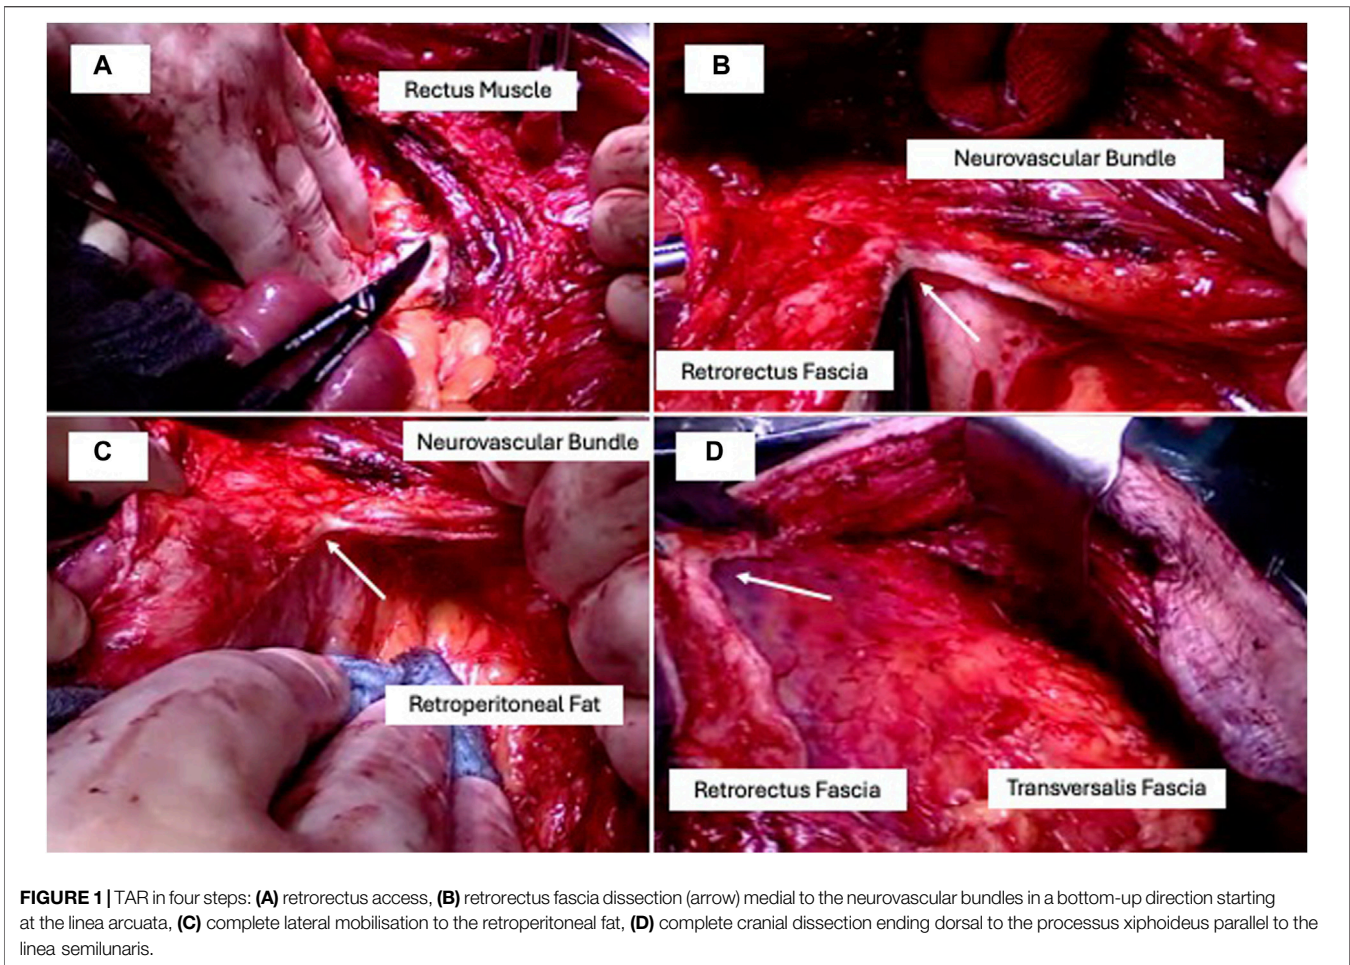 A
Rectus Muscle
B
Neurovascular Bundle
Retrorectus Fascia
C
Neurovascular Bundle
Retroperitoneal Fat
D
Retrorectus Fascia
Transversalis Fascia
FIGURE 1 | TAR in four steps: (A) retrorectus access, (B) retrorectus fascia dissection (arrow) medial to the neurovascular bundles in a bottom-up direction starting
at the linea arcuata, (C) complete lateral mobilisation to the retroperitoneal fat, (D) complete cranial dissection ending dorsal to the processus xiphoideus parallel to the
linea semilunaris.